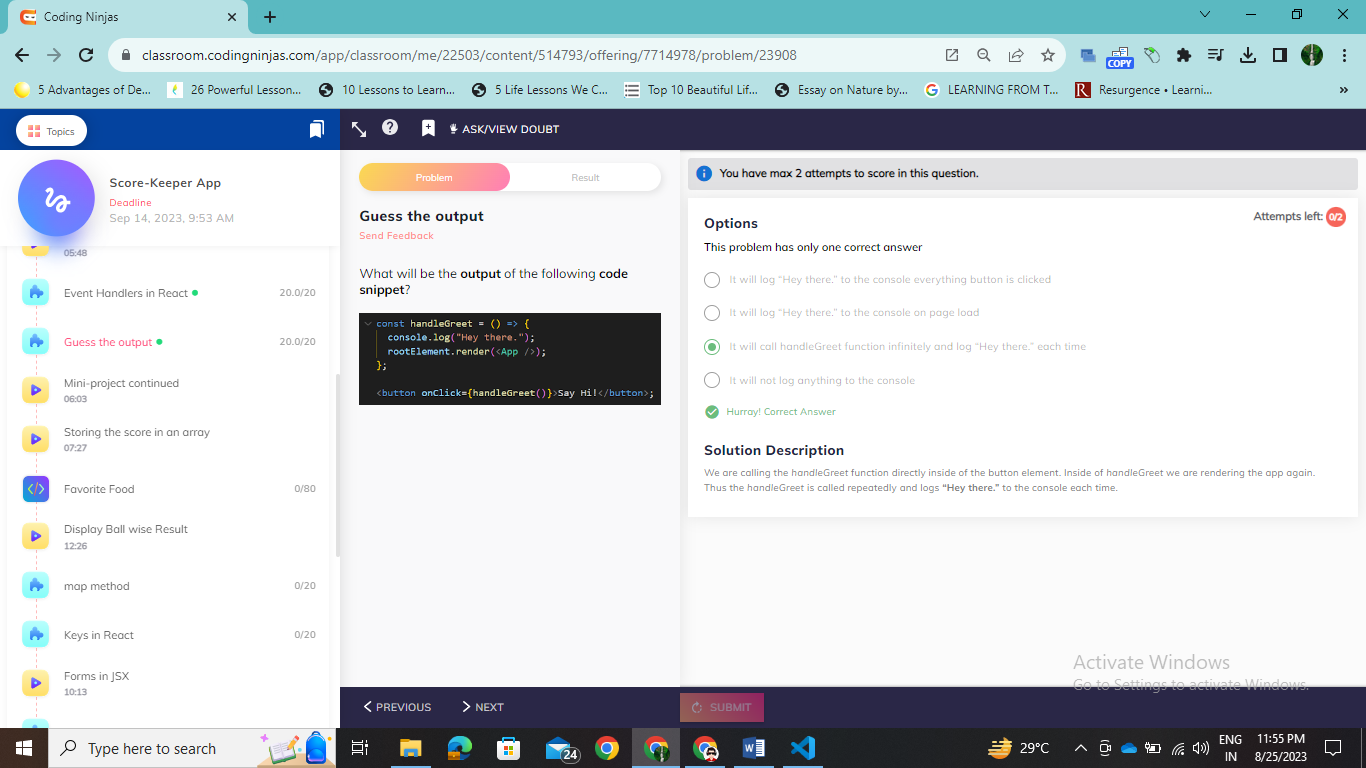 Coding Ninjas
classroom.codingninjas.com/app/classroom/me/22503/content/514793/offering/7714978/problem/23908
COPY
5 Advantages of De...
26 Powerful Lesson...
10 Lessons to Learn...
5 Life Lessons We C...
Top 10 Beautiful Lif...
Essay on Nature by...
LEARNING FROM T...
Resurgence • Learni...
»
Topics
ASK/VIEW DOUBT
Score-Keeper App
Deadline
Sep 14, 2023, 9:53 AM
05:48
Event Handlers in React
20.0/20
Guess the output
20.0/20
Mini-project continued
06:03
Storing the score in an array
07:27
Favorite Food
0/80
Display Ball wise Result
12:26
map method
0/20
Keys in React
0/20
Forms in JSX
10:13
Problem
Result
Guess the output
Send Feedback
What will be the output of the following code
snippet?
const handleGreet = () => {
console.log("Hey there.");
rootElement.render(<App />);
};
<button onClick={handleGreet()}>Say Hi!</button>;
PREVIOUS
NEXT
You have max 2 attempts to score in this question.
Options
Attempts left: 0/2
This problem has only one correct answer
It will log “Hey there.” to the console everything button is clicked
It will log “Hey there.” to the console on page load
It will call handleGreet function infinitely and log “Hey there.” each time
It will not log anything to the console
Hurray! Correct Answer
Solution Description
We are calling the handleGreet function directly inside of the button element. Inside of handleGreet we are rendering the app again.
Thus the handleGreet is called repeatedly and logs “Hey there.” to the console each time.
Activate Windows
Go to Settings to activate Windows.
SUBMIT
Type here to search
24
29°C
ENG
IN
11:55 PM
8/25/2023